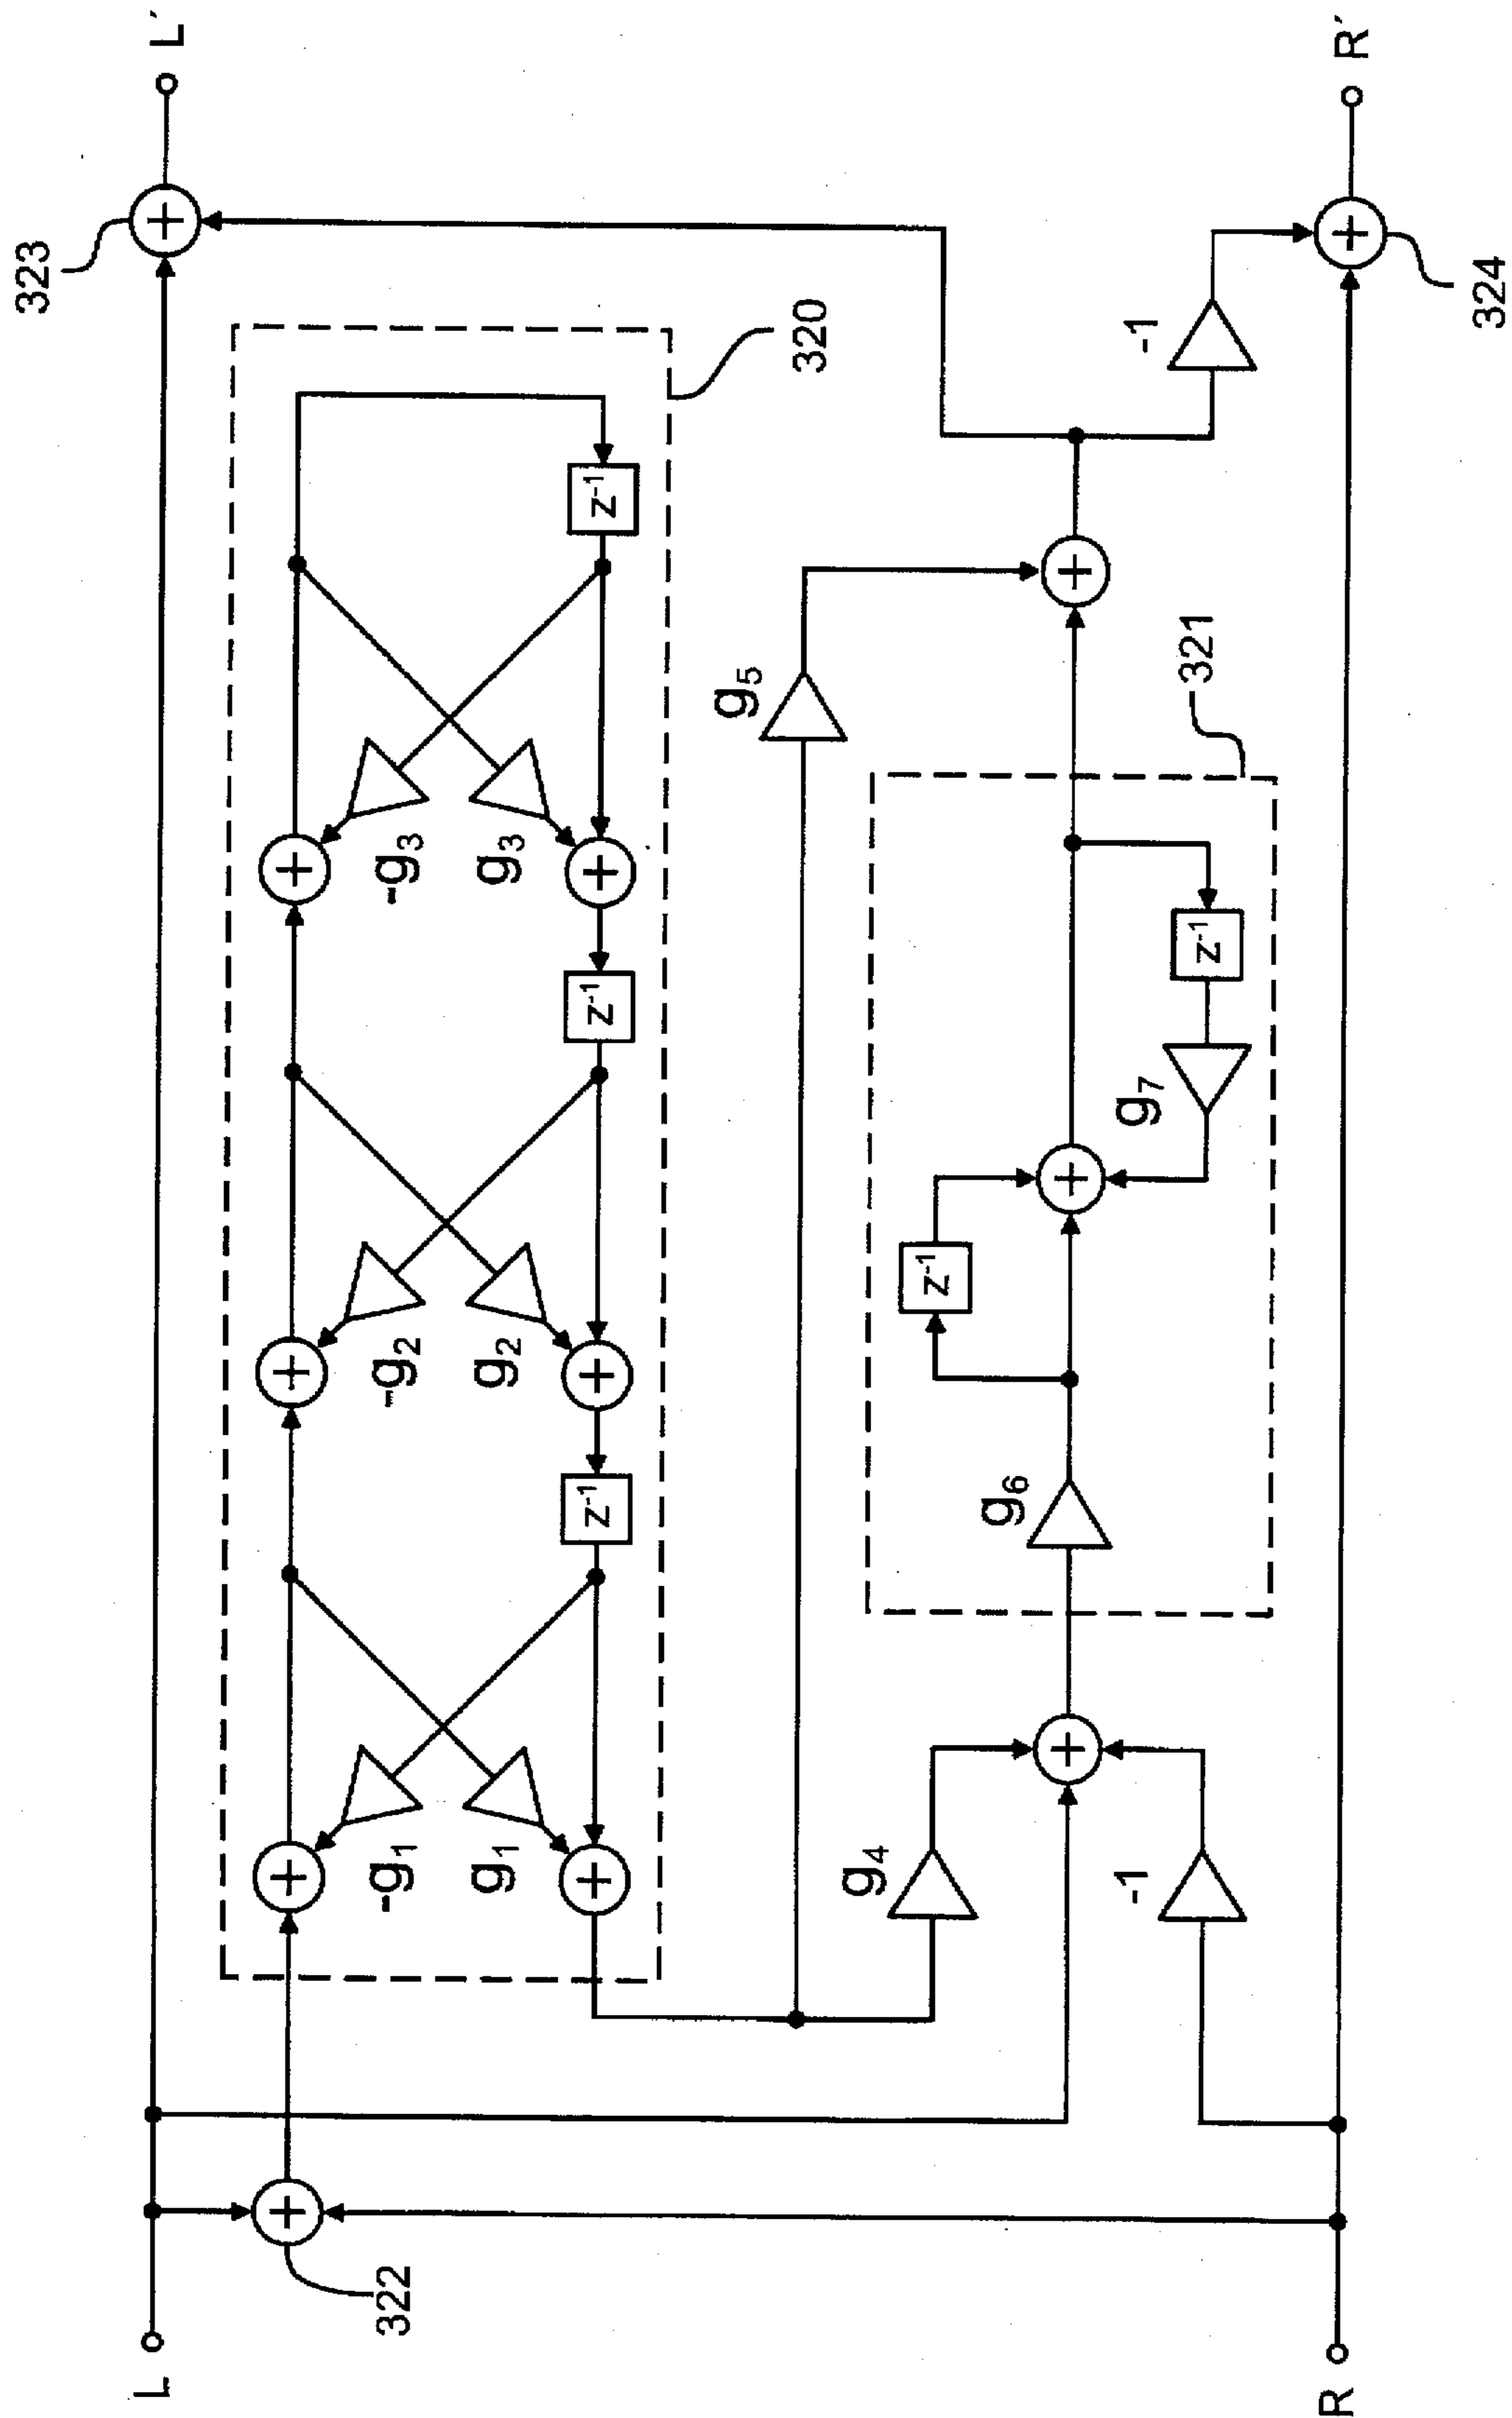 L
322
R
-g₁
g₁
z⁻¹
-g₂
g₂
z⁻¹
-g₃
g₃
z⁻¹
320
323
L´
g₄
-1
g₅
g₆
z⁻¹
g₇
z⁻¹
321
-1
324
R´